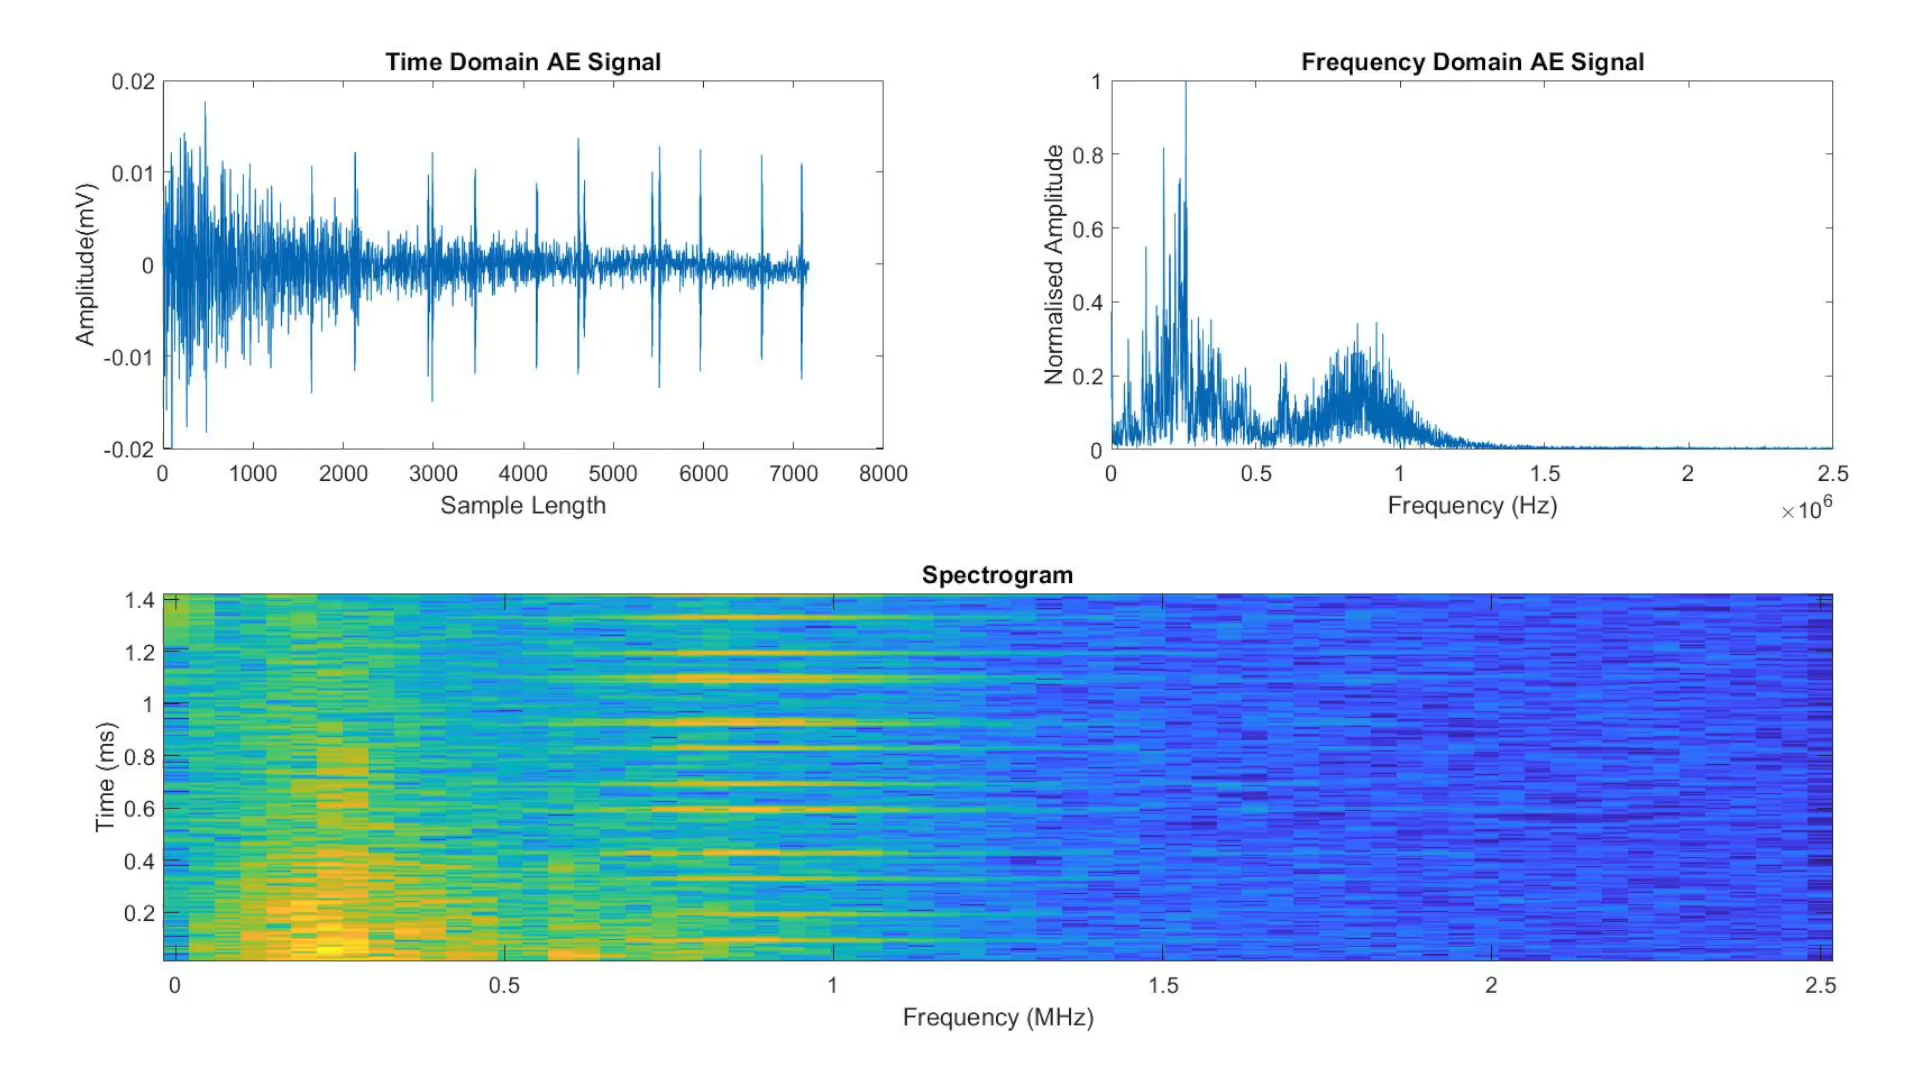 Time Domain AE Signal
0.02
0.01
0
-0.01
-0.02
Amplitude(mV)
0 1000 2000 3000 4000 5000 6000 7000 8000
Sample Length
Frequency Domain AE Signal
1
0.8
0.6
0.4
0.2
0
Normalised Amplitude
0 0.5 1 1.5 2 2.5
Frequency (Hz)
×10^6
Spectrogram
1.4
1.2
1
0.8
0.6
0.4
0.2
Time (ms)
0 0.5 1 1.5 2 2.5
Frequency (MHz)